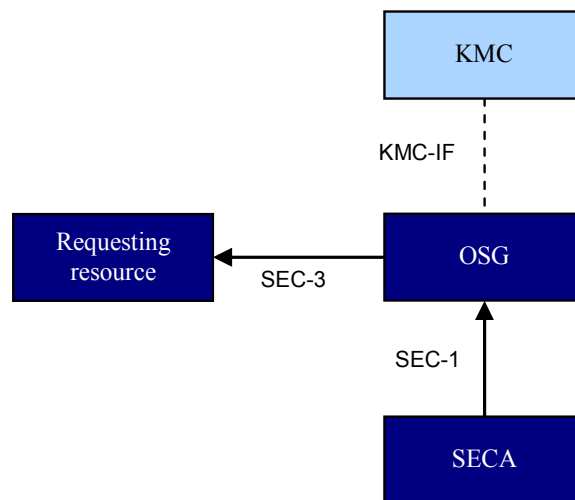 KMC
KMC-IF
Requesting
resource
SEC-3
OSG
SEC-1
SECA